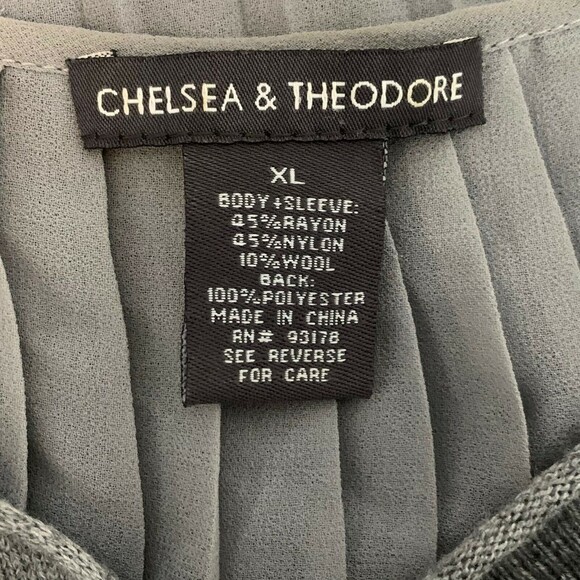 CHELSEA & THEODORE
XL
BODY+SLEEVE:
45%RAYON
45%NYLON
10%WOOL
BACK:
100%POLYESTER
MADE IN CHINA
RN# 93178
SEE REVERSE
FOR CARE